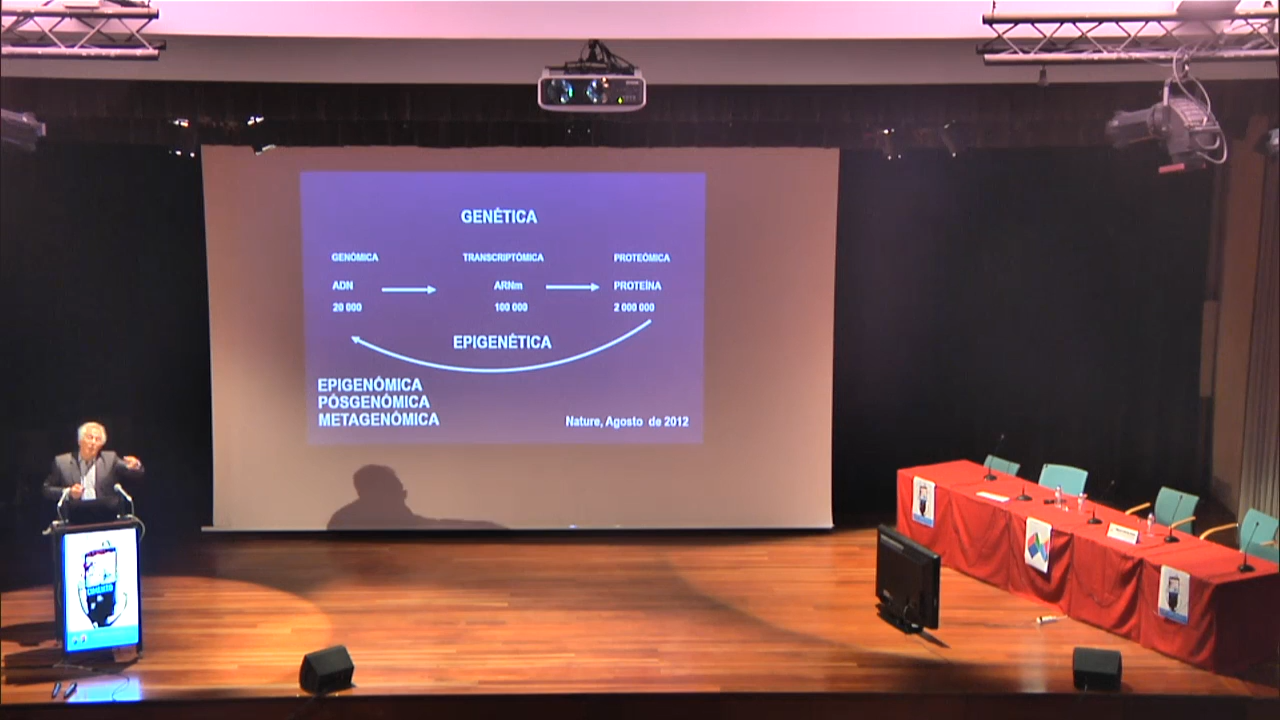 GENÉTICA
GENÓMICA TRANSCRIPTÓMICA PROTEÓMICA
ADN ARNm PROTEÍNA
20 000 100 000 2 000 000
EPIGENÉTICA
EPIGENÓMICA
PÓSGENÓMICA
METAGENÓMICA
Nature, Agosto de 2012